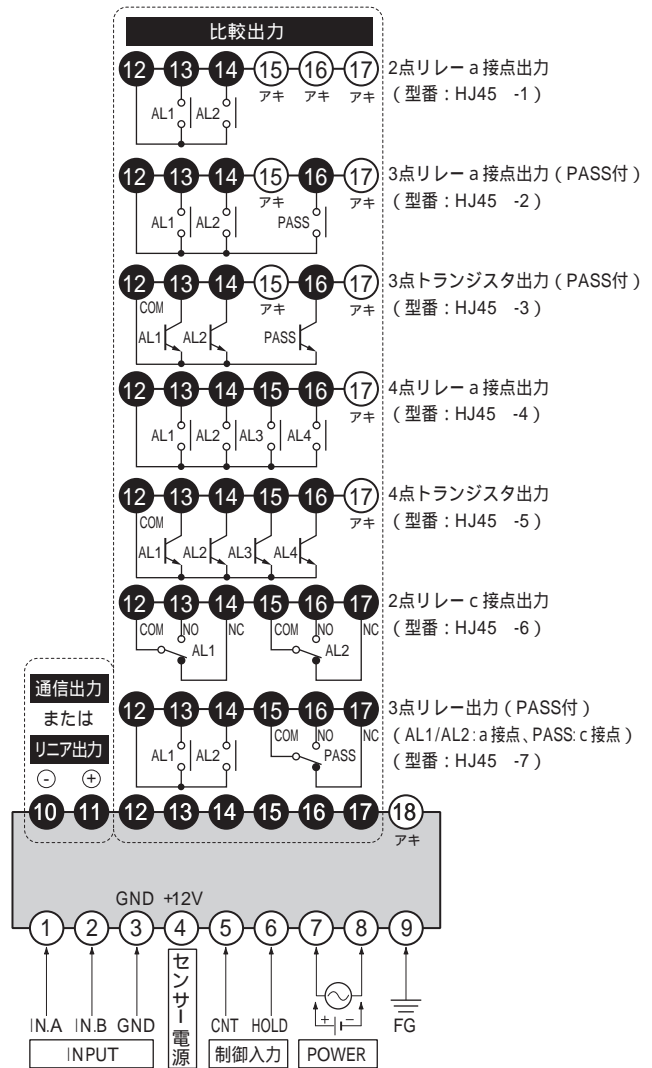 比較出力
12 13 14 15 16 17 2点リレーa接点出力
アキ アキ アキ (型番:HJ45 -1)
AL1 AL2
12 13 14 15 16 17 3点リレーa接点出力(PASS付)
アキ アキ (型番:HJ45 -2)
AL1 AL2 PASS
12 13 14 15 16 17 3点トランジスタ出力(PASS付)
COM アキ アキ (型番:HJ45 -3)
AL1 AL2 PASS
12 13 14 15 16 17 4点リレーa接点出力
アキ (型番:HJ45 -4)
AL1 AL2 AL3 AL4
12 13 14 15 16 17 4点トランジスタ出力
COM アキ (型番:HJ45 -5)
AL1 AL2 AL3 AL4
12 13 14 15 16 17 2点リレーc接点出力
COM NO NC COM NO NC (型番:HJ45 -6)
AL1 AL2
通信出力
または
リニア出力
12 13 14 15 16 17 3点リレー出力(PASS付)
COM NO NC (AL1/AL2:a接点、PASS:c接点)
AL1 AL2 PASS (型番:HJ45 -7)
- +
10 11 12 13 14 15 16 17 18
アキ
GND +12V
1 2 3 4 5 6 7 8 9
センサー電源
+ −
IN.A IN.B GND CNT HOLD FG
INPUT 制御入力 POWER